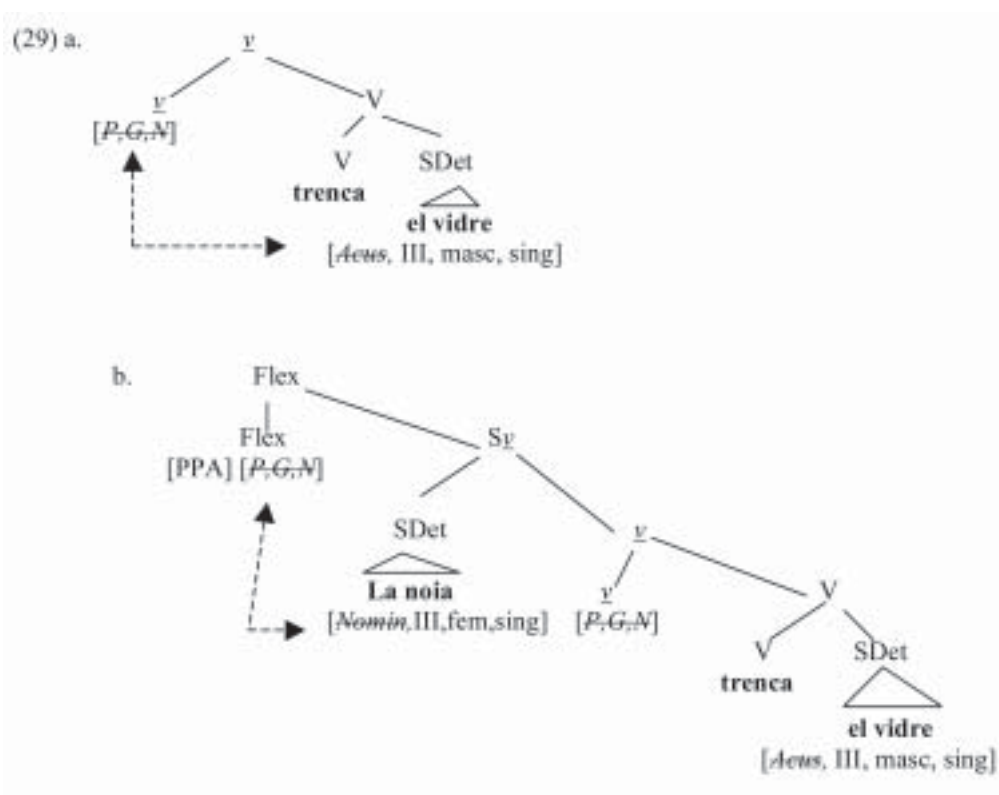 (29) a.
v
v
V
[P,G,N]
V
SDet
trenca
el vidre
[Acus, III, masc, sing]
b.
Flex
Flex
Sv
[PPA] [P,G,N]
SDet
v
La noia
v
V
[Nomin,III,fem,sing]
[P,G,N]
V
SDet
trenca
el vidre
[Acus, III, masc, sing]